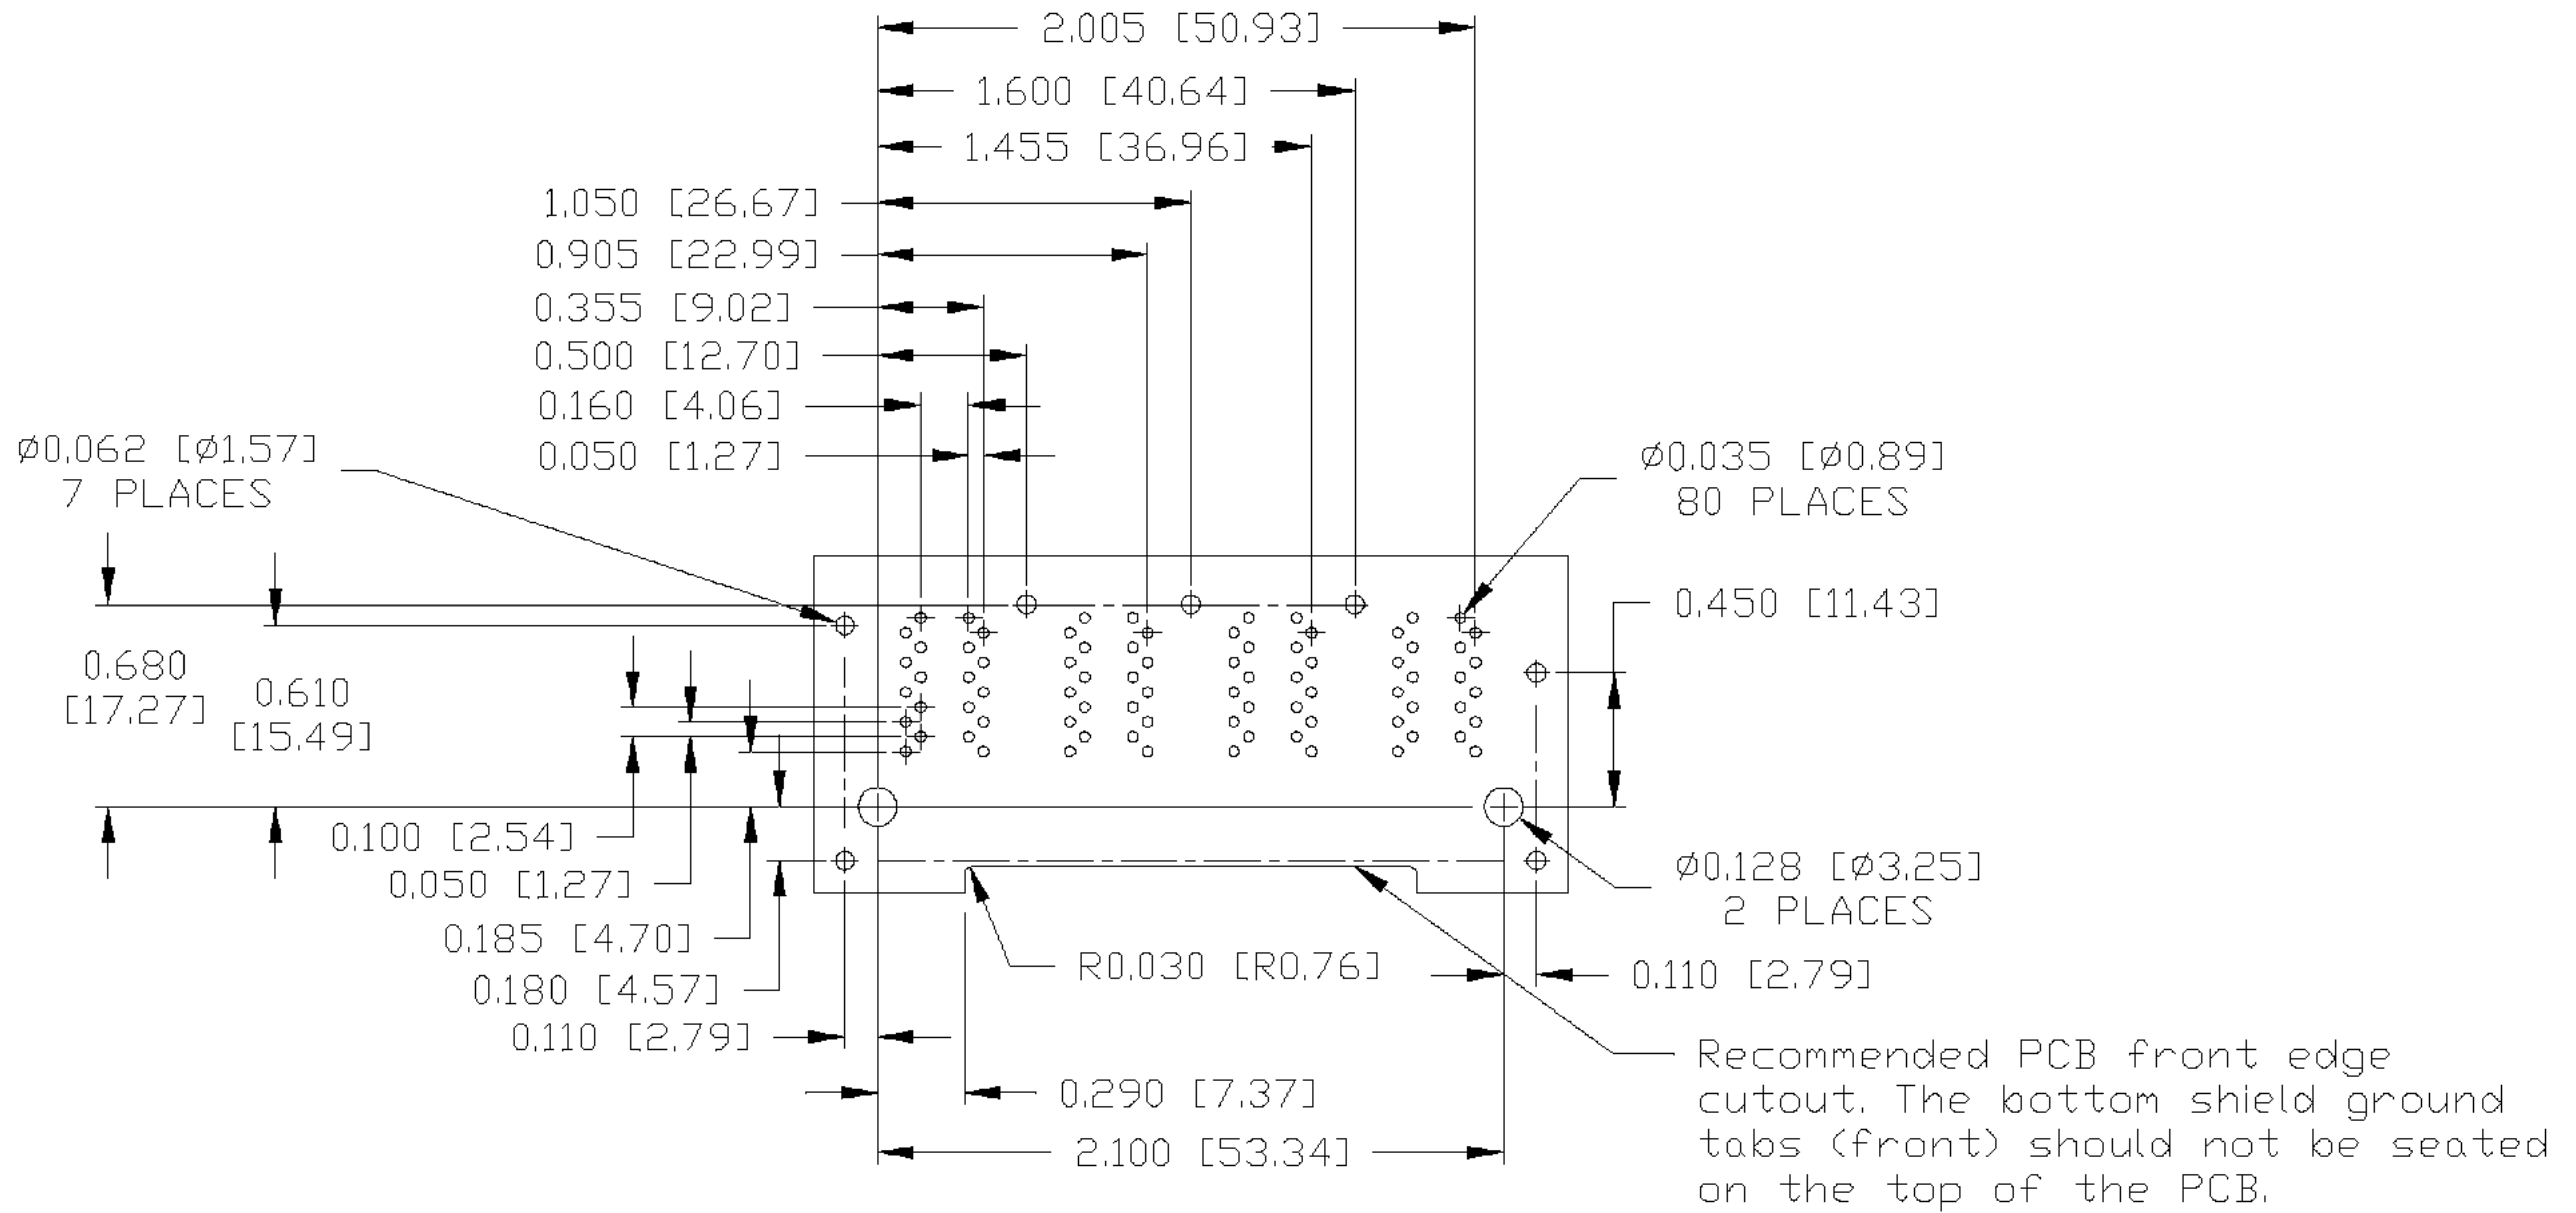 2.005 [50.93]
1.600 [40.64]
1.455 [36.96]
1.050 [26.67]
0.905 [22.99]
0.355 [9.02]
0.500 [12.70]
0.160 [4.06]
0.050 [1.27]
Ø0.062 [Ø1.57]
7 PLACES
Ø0.035 [Ø0.89]
80 PLACES
0.450 [11.43]
0.680
[17.27]
0.610
[15.49]
0.100 [2.54]
0.050 [1.27]
0.185 [4.70]
0.180 [4.57]
0.110 [2.79]
R0.030 [R0.76]
Ø0.128 [Ø3.25]
2 PLACES
0.110 [2.79]
0.290 [7.37]
2.100 [53.34]
Recommended PCB front edge
cutout. The bottom shield ground
tabs (front) should not be seated
on the top of the PCB.